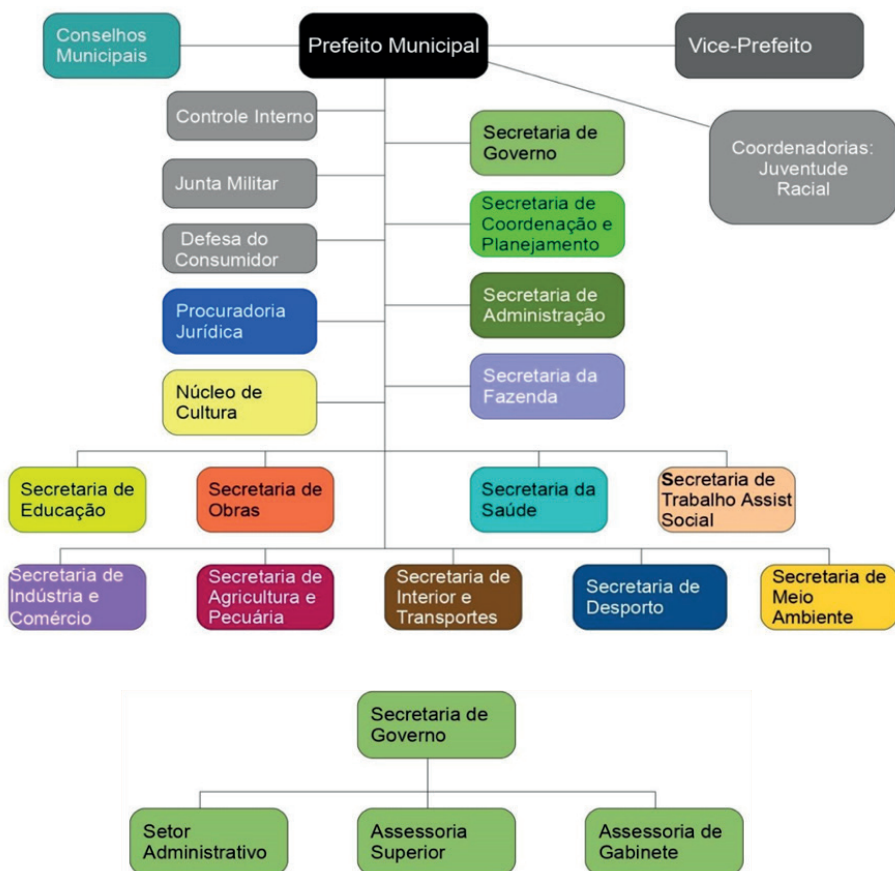 Conselhos
Municipais
Prefeito Municipal
Vice-Prefeito
Controle Interno
Secretaria de
Governo
Coordenadorias:
Juventude
Racial
Junta Militar
Secretaria de
Coordenação e
Planejamento
Defesa do
Consumidor
Procuradoria
Jurídica
Secretaria de
Administração
Núcleo de
Cultura
Secretaria da
Fazenda
Secretaria de
Educação
Secretaria de
Obras
Secretaria da
Saúde
Secretaria de
Trabalho Assist
Social
Secretaria de
Indústria e
Comércio
Secretaria de
Agricultura e
Pecuária
Secretaria de
Interior e
Transportes
Secretaria de
Desporto
Secretaria de
Meio
Ambiente
Secretaria de
Governo
Setor
Administrativo
Assessoria
Superior
Assessoria de
Gabinete